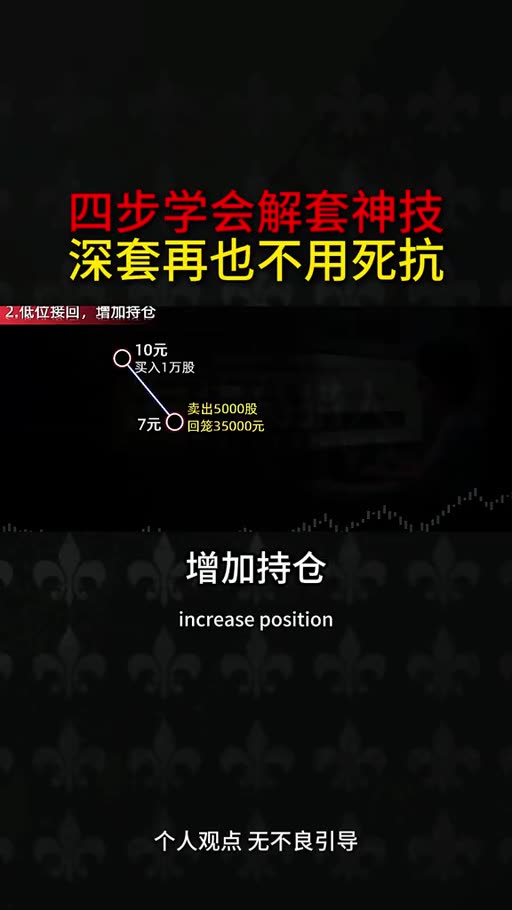 四步学会解套神技
深套再也不用死抗
2.低位接回，增加持仓
10元
买入1万股
卖出5000股
7元
回笼35000元
增加持仓
increase position
个人观点 无不良引导